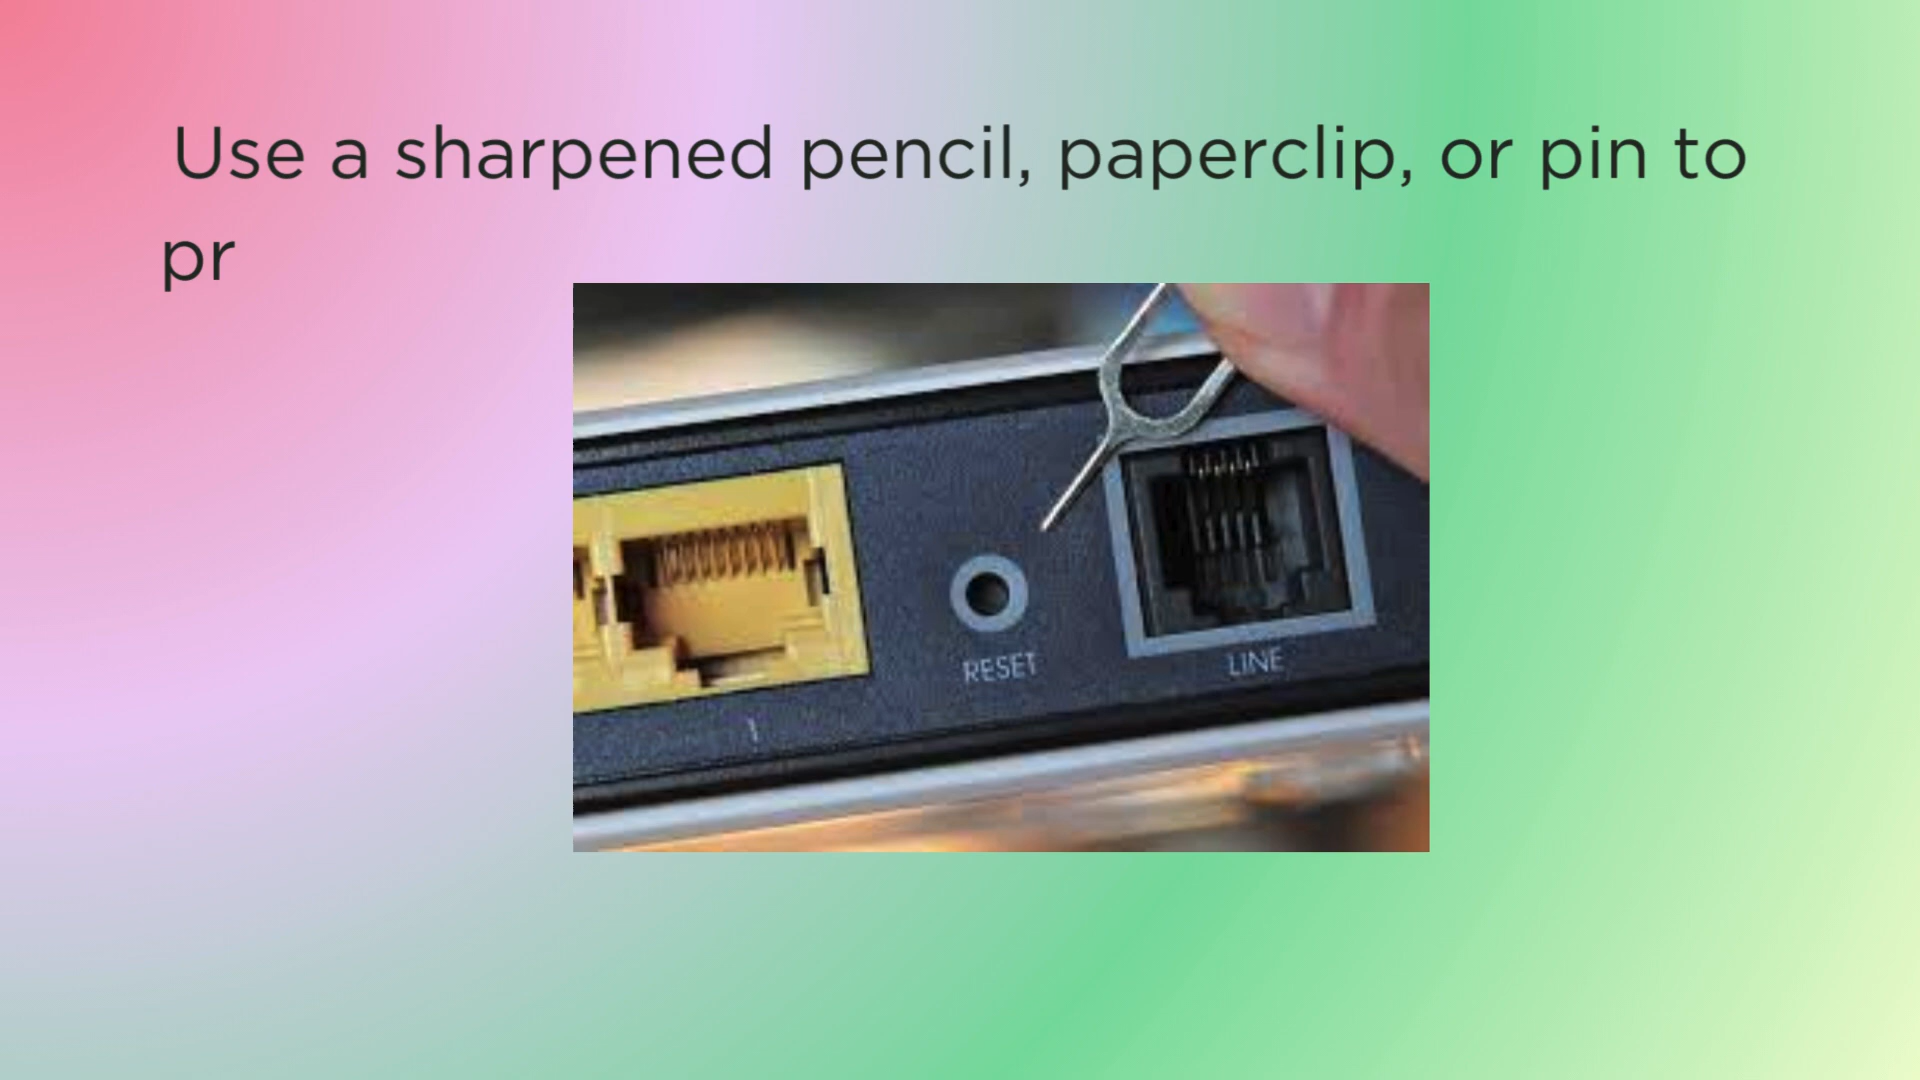 Use a sharpened pencil, paperclip, or pin to
pr
RESET
LINE
1